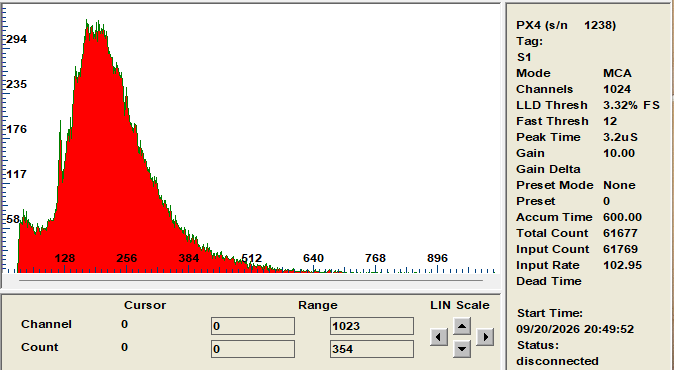 294
235
176
117
58
128 256 384 512 640 768 896
Cursor Range LIN Scale
Channel 0 0 1023
Count 0 0 354
PX4 (s/n 1238)
Tag:
S1
Mode MCA
Channels 1024
LLD Thresh 3.32% FS
Fast Thresh 12
Peak Time 3.2uS
Gain 10.00
Gain Delta
Preset Mode None
Preset 0
Accum Time 600.00
Total Count 61677
Input Count 61769
Input Rate 102.95
Dead Time
Start Time:
09/20/2026 20:49:52
Status:
disconnected